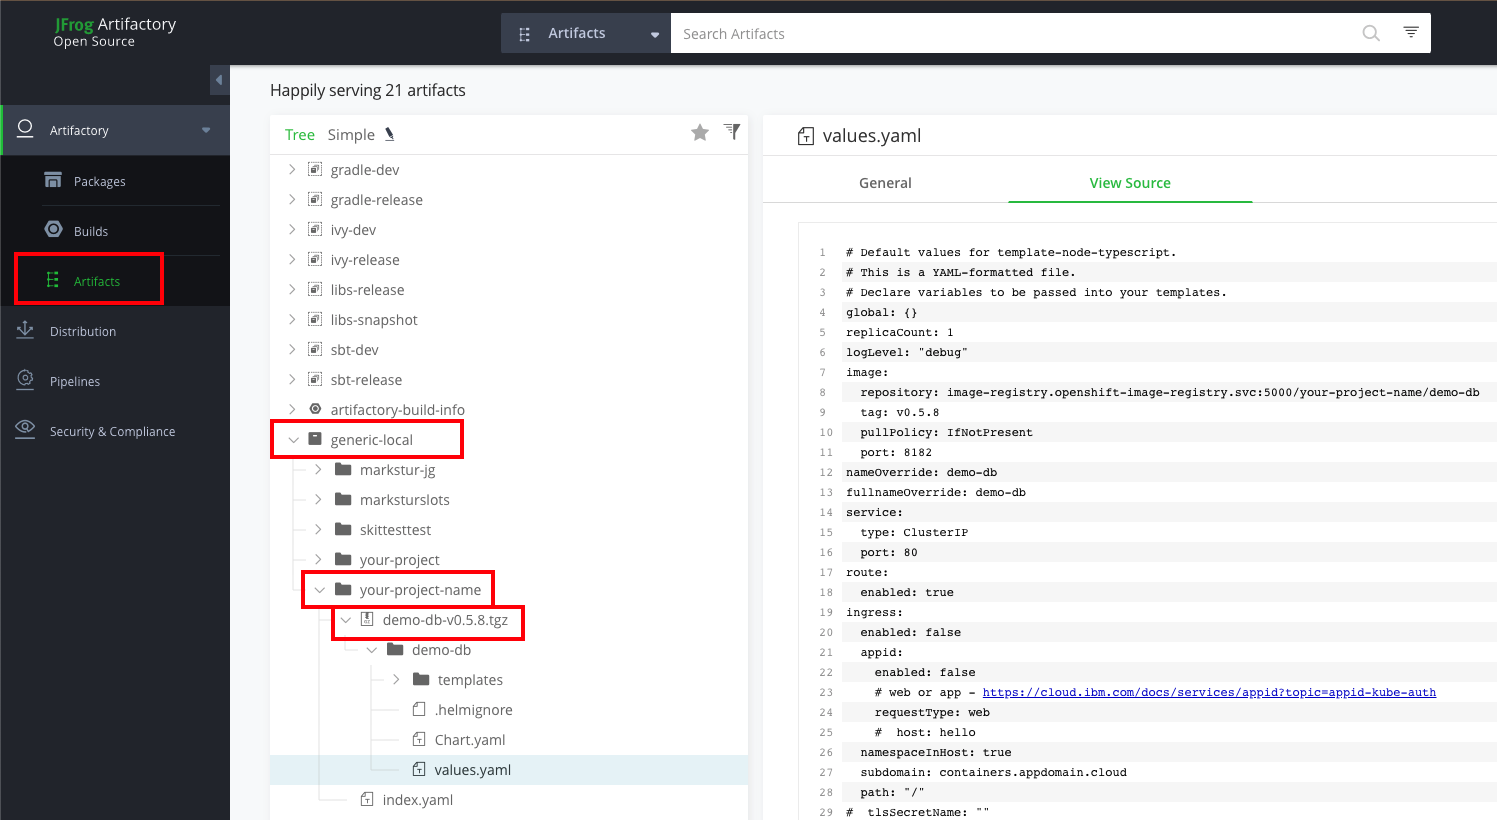 JFrog Artifactory
Open Source
Artifacts
Search Artifacts
Happily serving 21 artifacts
Artifactory
Packages
Builds
Artifacts
Distribution
Pipelines
Security & Compliance
Tree Simple
gradle-dev
gradle-release
ivy-dev
ivy-release
libs-release
libs-snapshot
sbt-dev
sbt-release
artifactory-build-info
generic-local
markstur-jg
marksturslots
skittesttest
your-project
your-project-name
demo-db-v0.5.8.tgz
demo-db
templates
.helmignore
Chart.yaml
values.yaml
index.yaml
values.yaml
General View Source
1 # Default values for template-node-typescript.
2 # This is a YAML-formatted file.
3 # Declare variables to be passed into your templates.
4 global: {}
5 replicaCount: 1
6 logLevel: "debug"
7 image:
8 repository: image-registry.openshift-image-registry.svc:5000/your-project-name/demo-db
9 tag: v0.5.8
10 pullPolicy: IfNotPresent
11 port: 8182
12 nameOverride: demo-db
13 fullnameOverride: demo-db
14 service:
15 type: ClusterIP
16 port: 80
17 route:
18 enabled: true
19 ingress:
20 enabled: false
21 appid:
22 enabled: false
23 # web or app - https://cloud.ibm.com/docs/services/appid?topic=appid-kube-auth
24 requestType: web
25 # host: hello
26 namespaceInHost: true
27 subdomain: containers.appdomain.cloud
28 path: "/"
29 # tlsSecretName: ""